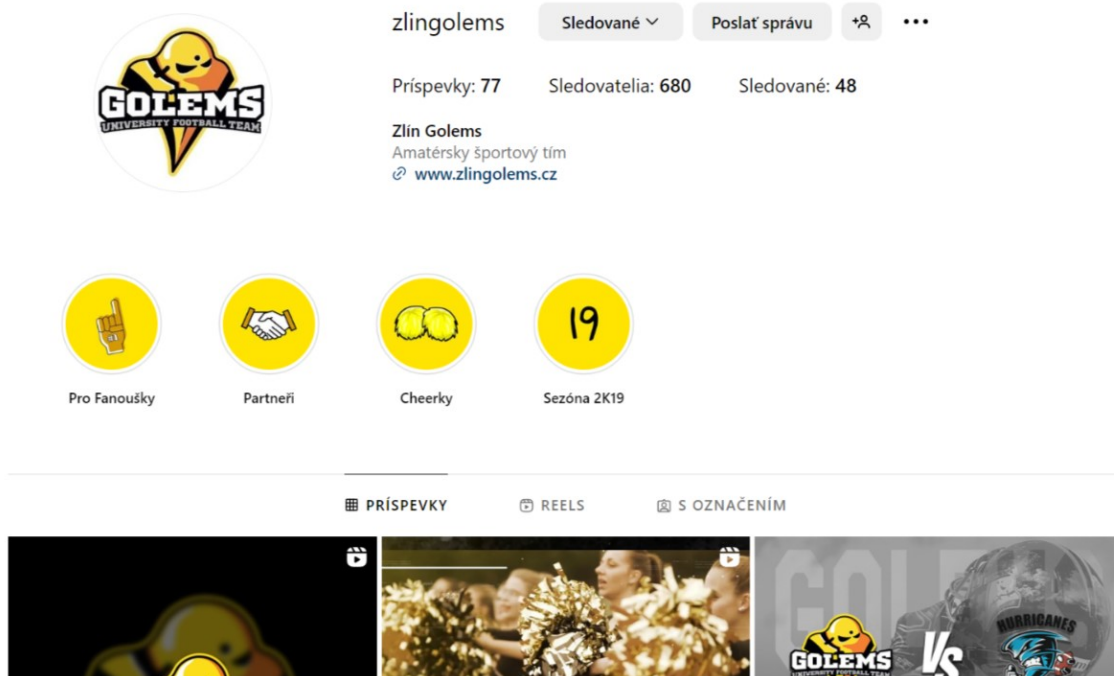 zlingolems Sledované Poslať správu
Príspevky: 77 Sledovatelia: 680 Sledované: 48
Zlín Golems
Amatérsky športový tím
www.zlingolems.cz
GOLEMS
UNIVERSITY FOOTBALL TEAM
#1
19
Pro Fanoušky Partneři Cheerky Sezóna 2K19
PRÍSPEVKY REELS S OZNAČENÍM
HURRICANES
GOLEMS
VS
UNIVERSITY FOOTBALL TEAM